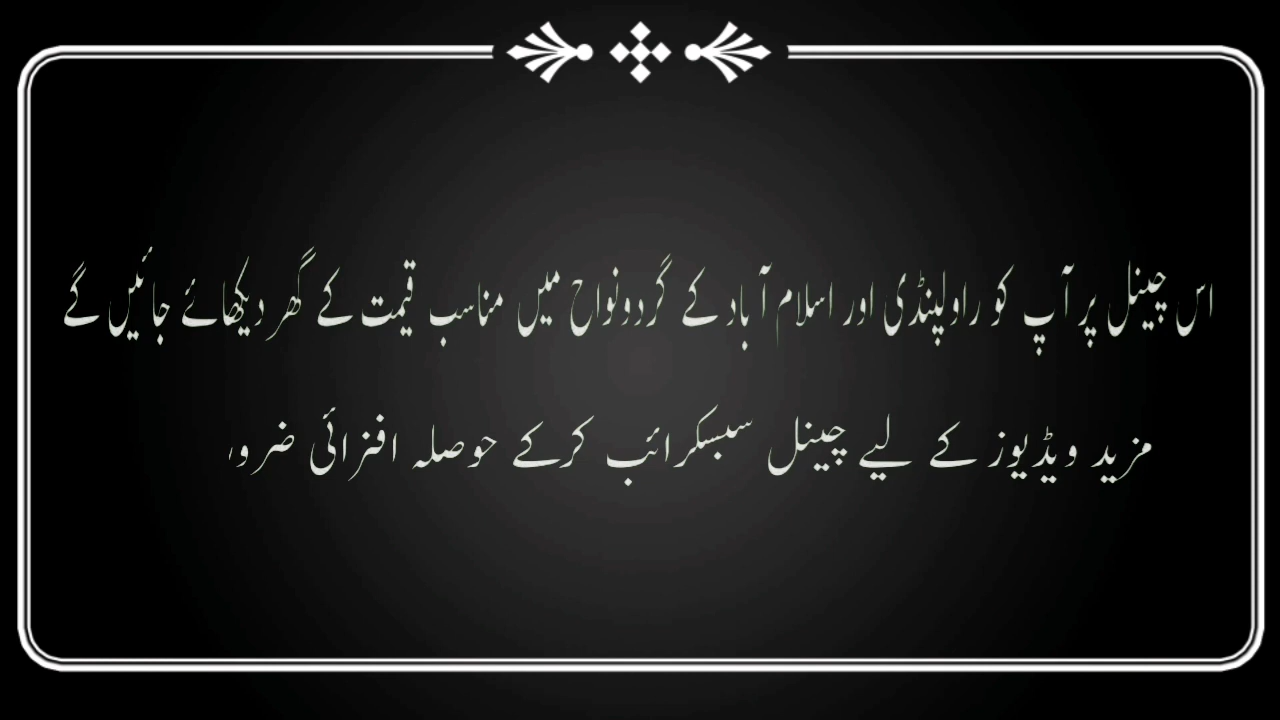 اس چینل پر آپ کو راولپنڈی اور اسلام آباد کے گردونواح میں مناسب قیمت کے گھر دیکھائے جائیں گے
مزید ویڈیوز کے لیے چینل سبسکرائب کرکے حوصلہ افزائی